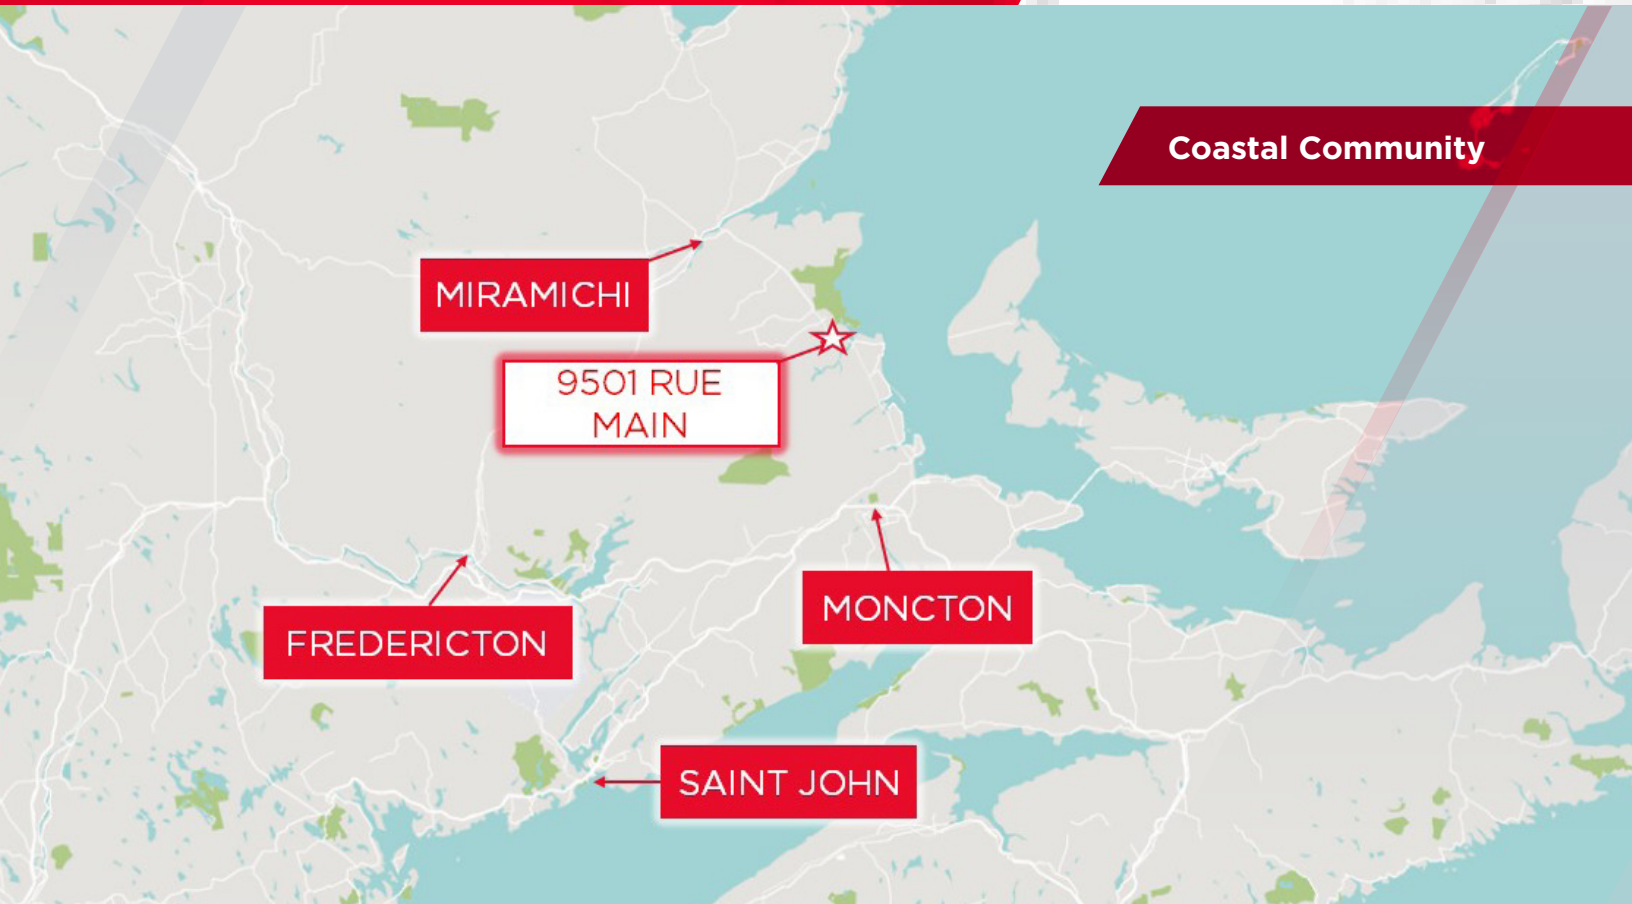 Coastal Community
MIRAMICHI
9501 RUE
MAIN
MONCTON
FREDERICTON
SAINT JOHN